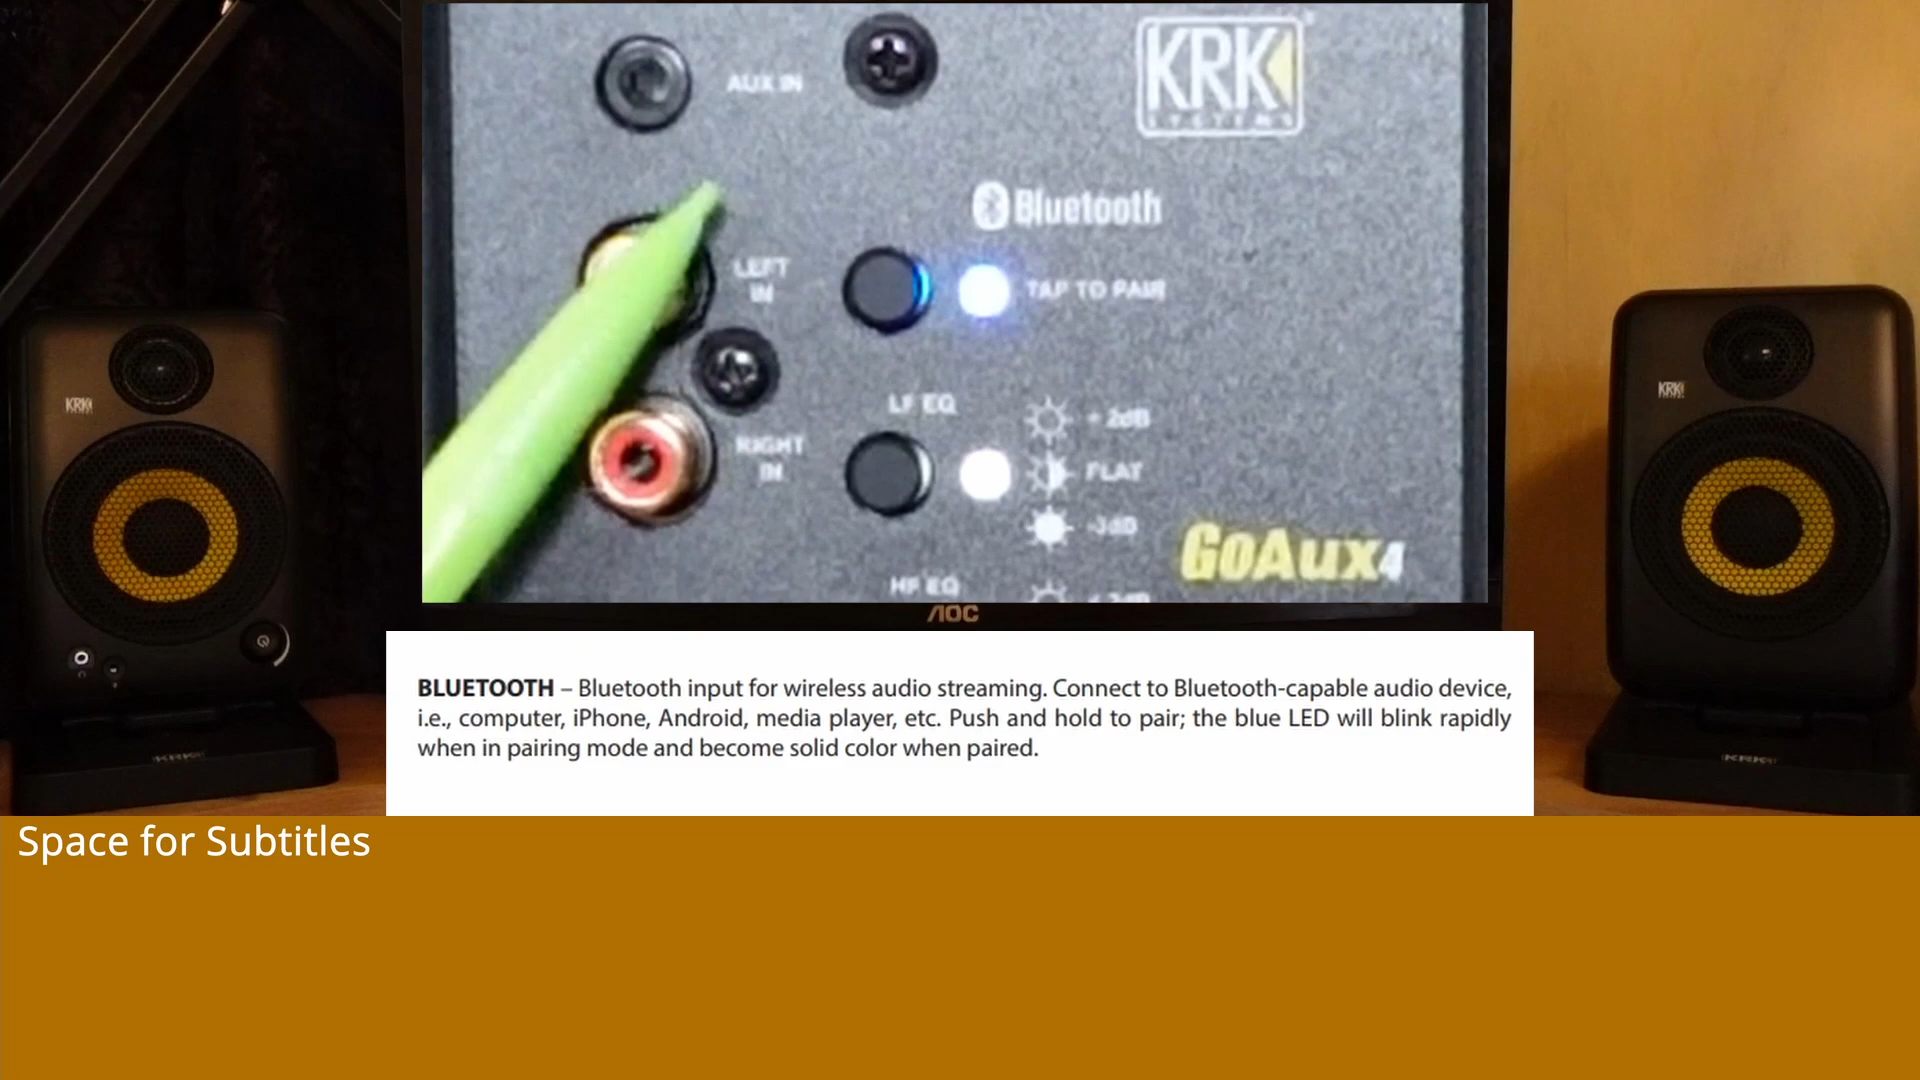 AUX IN
KRK
SYSTEMS
Bluetooth
LEFT
IN
TAP TO PAIR
LF EQ
+ 2dB
RIGHT
IN
FLAT
-3dB
GoAux4
HF EQ
AOC
KRK
KRK
KRK
KRK
BLUETOOTH – Bluetooth input for wireless audio streaming. Connect to Bluetooth-capable audio device,
i.e., computer, iPhone, Android, media player, etc. Push and hold to pair; the blue LED will blink rapidly
when in pairing mode and become solid color when paired.
Space for Subtitles